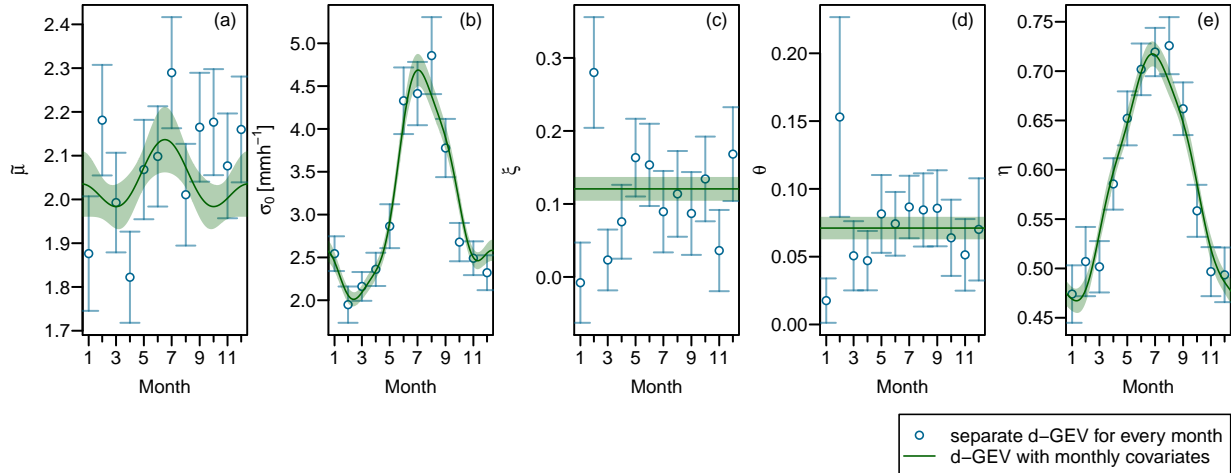 (a)
2.4
2.3
2.2
2.1
2.0
1.9
1.8
1.7
μ̃
1 3 5 7 9 11
Month
(b)
5.0
4.5
4.0
3.5
3.0
2.5
2.0
σ₀ [mmh⁻¹]
1 3 5 7 9 11
Month
(c)
0.3
0.2
0.1
0.0
ξ
1 3 5 7 9 11
Month
(d)
0.20
0.15
0.10
0.05
0.00
θ
1 3 5 7 9 11
Month
(e)
0.75
0.70
0.65
0.60
0.55
0.50
0.45
η
1 3 5 7 9 11
Month
separate d−GEV for every month
d−GEV with monthly covariates